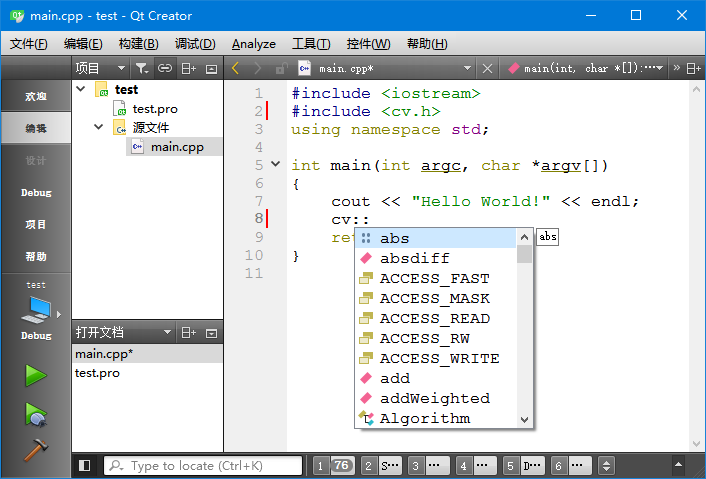 main.cpp - test - Qt Creator
文件(F) 编辑(E) 构建(B) 调试(D) Analyze 工具(T) 控件(W) 帮助(H)
项目
main.cpp*
main(int, char *[]):···
欢迎
编辑
设计
Debug
项目
帮助
test
Debug
test
test.pro
源文件
main.cpp
打开文档
main.cpp*
test.pro
1 #include <iostream>
2 #include <cv.h>
3 using namespace std;
4
5 int main(int argc, char *argv[])
6 {
7 cout << "Hello World!" << endl;
8 cv::
9 re
10 }
11
abs
absdiff
ACCESS_FAST
ACCESS_MASK
ACCESS_READ
ACCESS_RW
ACCESS_WRITE
add
addWeighted
Algorithm
abs
Type to locate (Ctrl+K)
1 76 2 S··· 3 ··· 4 ··· 5 D··· 6 ···